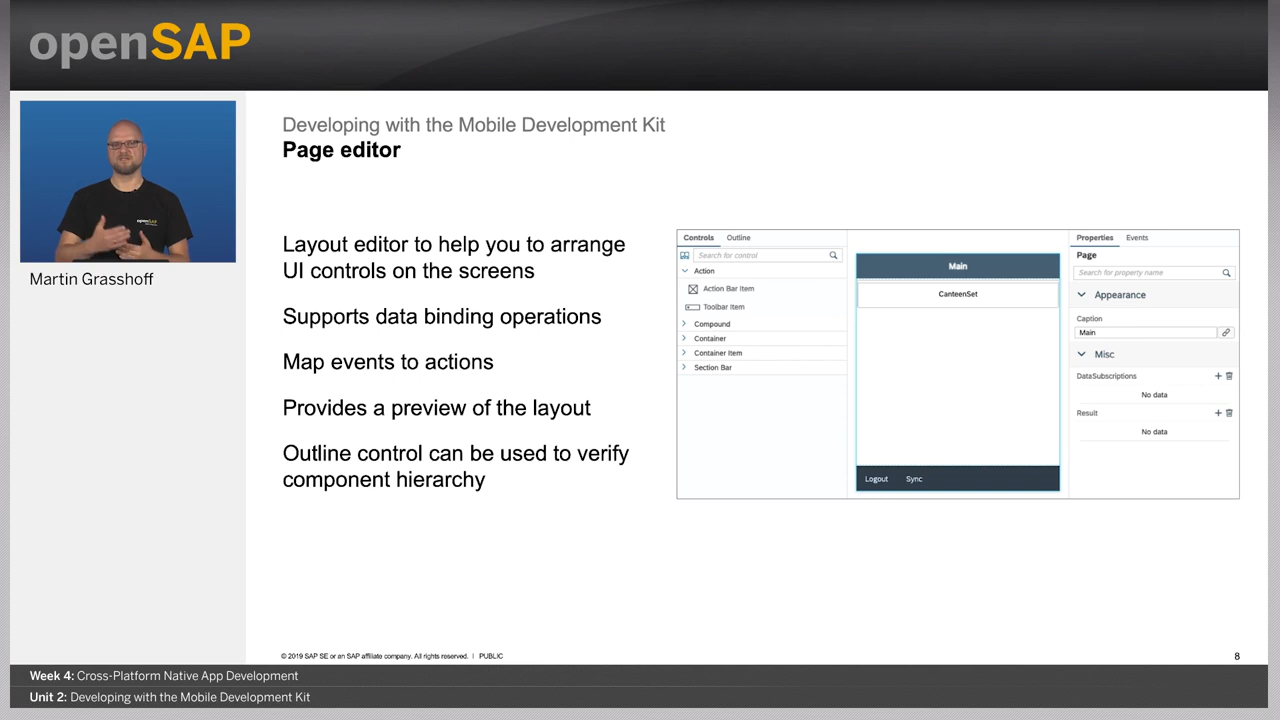 openSAP
Developing with the Mobile Development Kit
Page editor
openSAP
Martin Grasshoff
Layout editor to help you to arrange
UI controls on the screens
Supports data binding operations
Map events to actions
Provides a preview of the layout
Outline control can be used to verify
component hierarchy
Controls Outline
Search for control
Action
Action Bar Item
Toolbar Item
Compound
Container
Container Item
Section Bar
Main
CanteenSet
Logout Sync
Properties Events
Page
Search for property name
Appearance
Caption
Main
Misc
DataSubscriptions
No data
Result
No data
© 2019 SAP SE or an SAP affiliate company. All rights reserved. | PUBLIC
8
Week 4: Cross-Platform Native App Development
Unit 2: Developing with the Mobile Development Kit